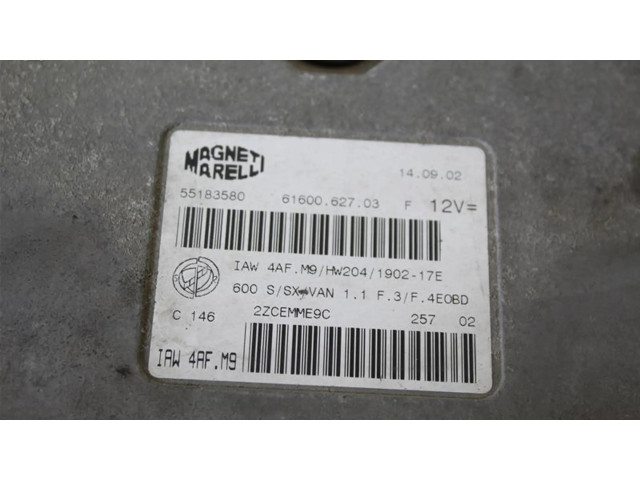 MAGNETI
MARELLI
14.09.02
55183580 61600.627.03 F 12V=
IAW 4AF.M9/HW204/1902-17E
600 S/SX/VAN 1.1 F.3/F.4EOBD
C 146 2ZCEMME9C 257 02
IAW 4AF.M9